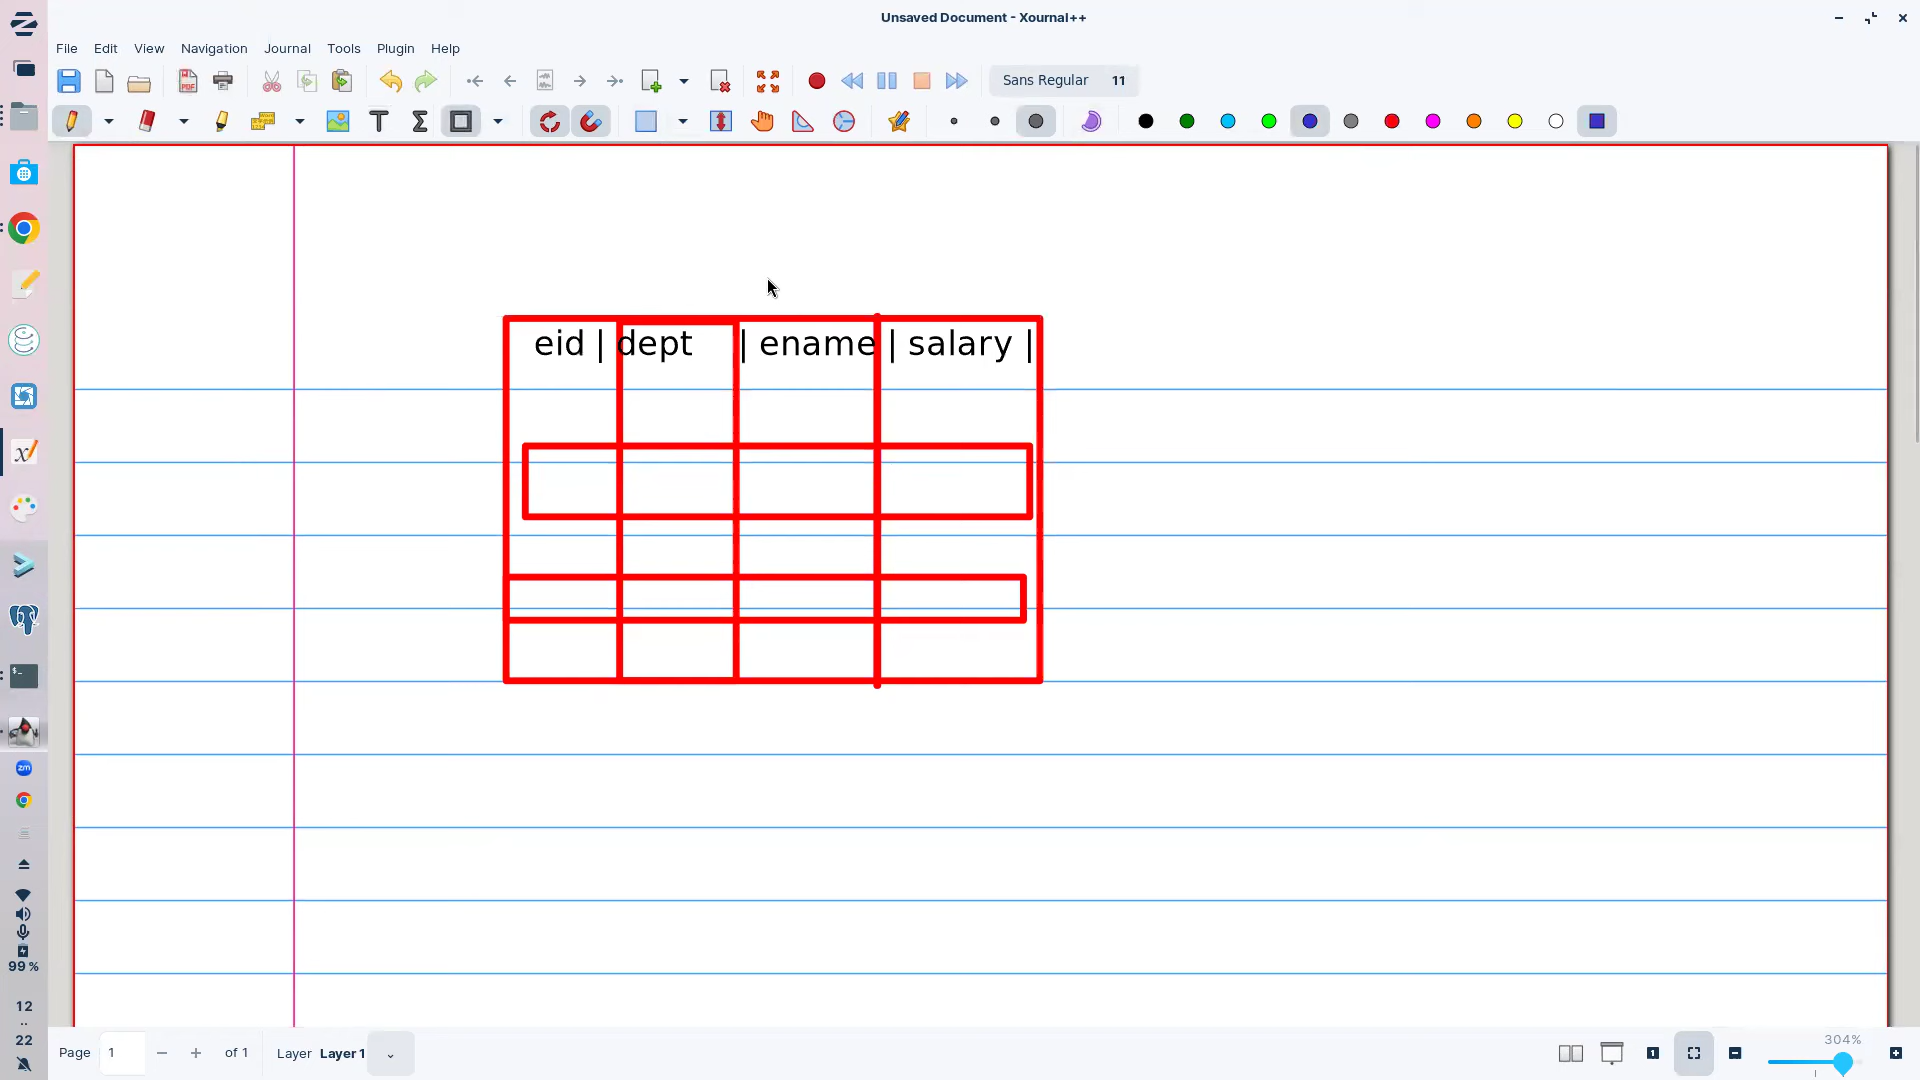 Unsaved Document - Xournal++
File Edit View Navigation Journal Tools Plugin Help
Sans Regular 11
eid | dept | ename | salary |
99 %
12
..
22
Page 1 of 1 Layer Layer 1
304%